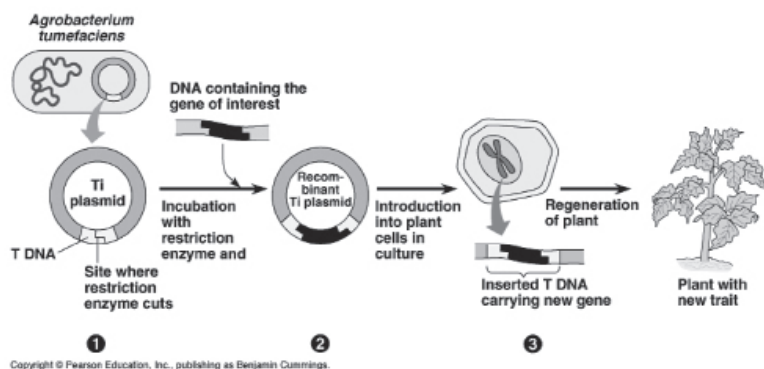 Agrobacterium
tumefaciens
DNA containing the
gene of interest
Ti
plasmid
T DNA
Site where
restriction
enzyme cuts
Incubation
with
restriction
enzyme and
Recom-
binant
Ti plasmid
Introduction
into plant
cells in
culture
Inserted T DNA
carrying new gene
Regeneration
of plant
Plant with
new trait
1
2
3
Copyright © Pearson Education, Inc., publishing as Benjamin Cummings.